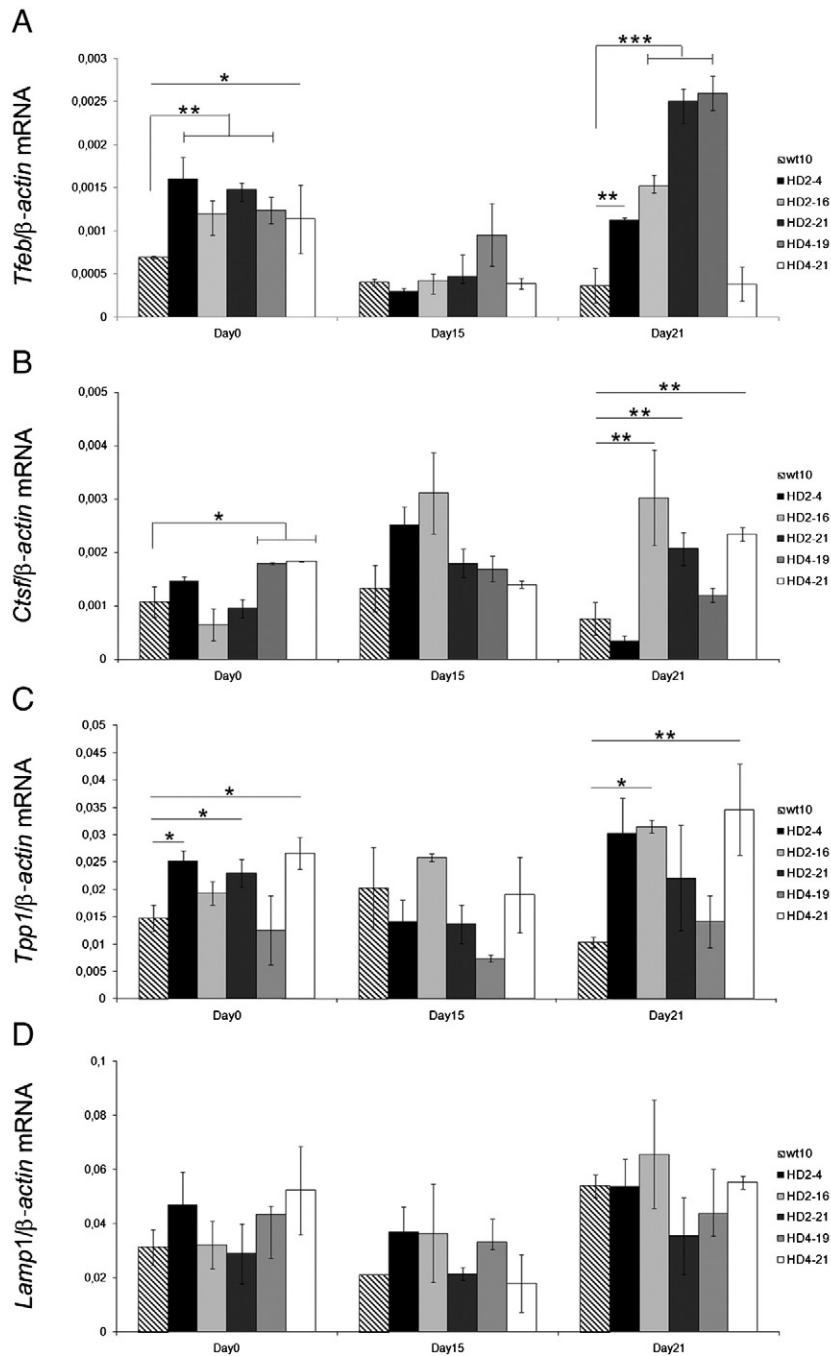 A
Tfeb/β-actin mRNA
0,003
0,0025
0,002
0,0015
0,001
0,0005
0
*
**
***
**
Day0
Day15
Day21
wt10
HD2-4
HD2-16
HD2-21
HD4-19
HD4-21
B
Ctsf/β-actin mRNA
0,005
0,004
0,003
0,002
0,001
0
*
**
**
**
Day0
Day15
Day21
wt10
HD2-4
HD2-16
HD2-21
HD4-19
HD4-21
C
Tpp1/β-actin mRNA
0,05
0,045
0,04
0,035
0,03
0,025
0,02
0,015
0,01
0,005
0
*
*
*
**
*
Day0
Day15
Day21
wt10
HD2-4
HD2-16
HD2-21
HD4-19
HD4-21
D
Lamp1/β-actin mRNA
0,1
0,08
0,06
0,04
0,02
0
Day0
Day15
Day21
wt10
HD2-4
HD2-16
HD2-21
HD4-19
HD4-21